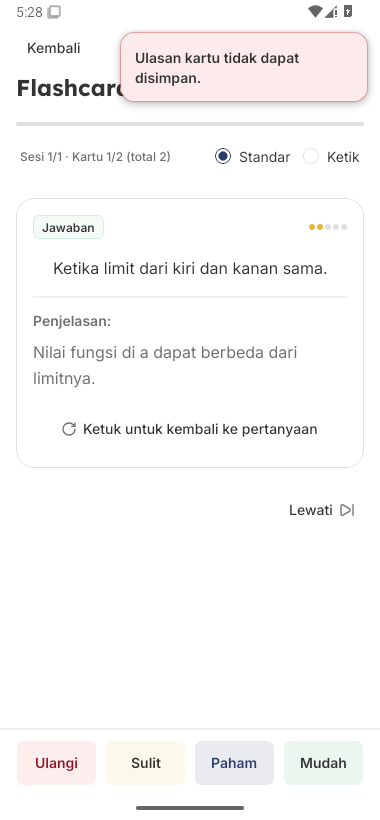 5:28
Kembali
Ulasan kartu tidak dapat
disimpan.
Flashcard
Sesi 1/1 · Kartu 1/2 (total 2)
Standar
Ketik
Jawaban
Ketika limit dari kiri dan kanan sama.
Penjelasan:
Nilai fungsi di a dapat berbeda dari
limitnya.
Ketuk untuk kembali ke pertanyaan
Lewati
Ulangi
Sulit
Paham
Mudah